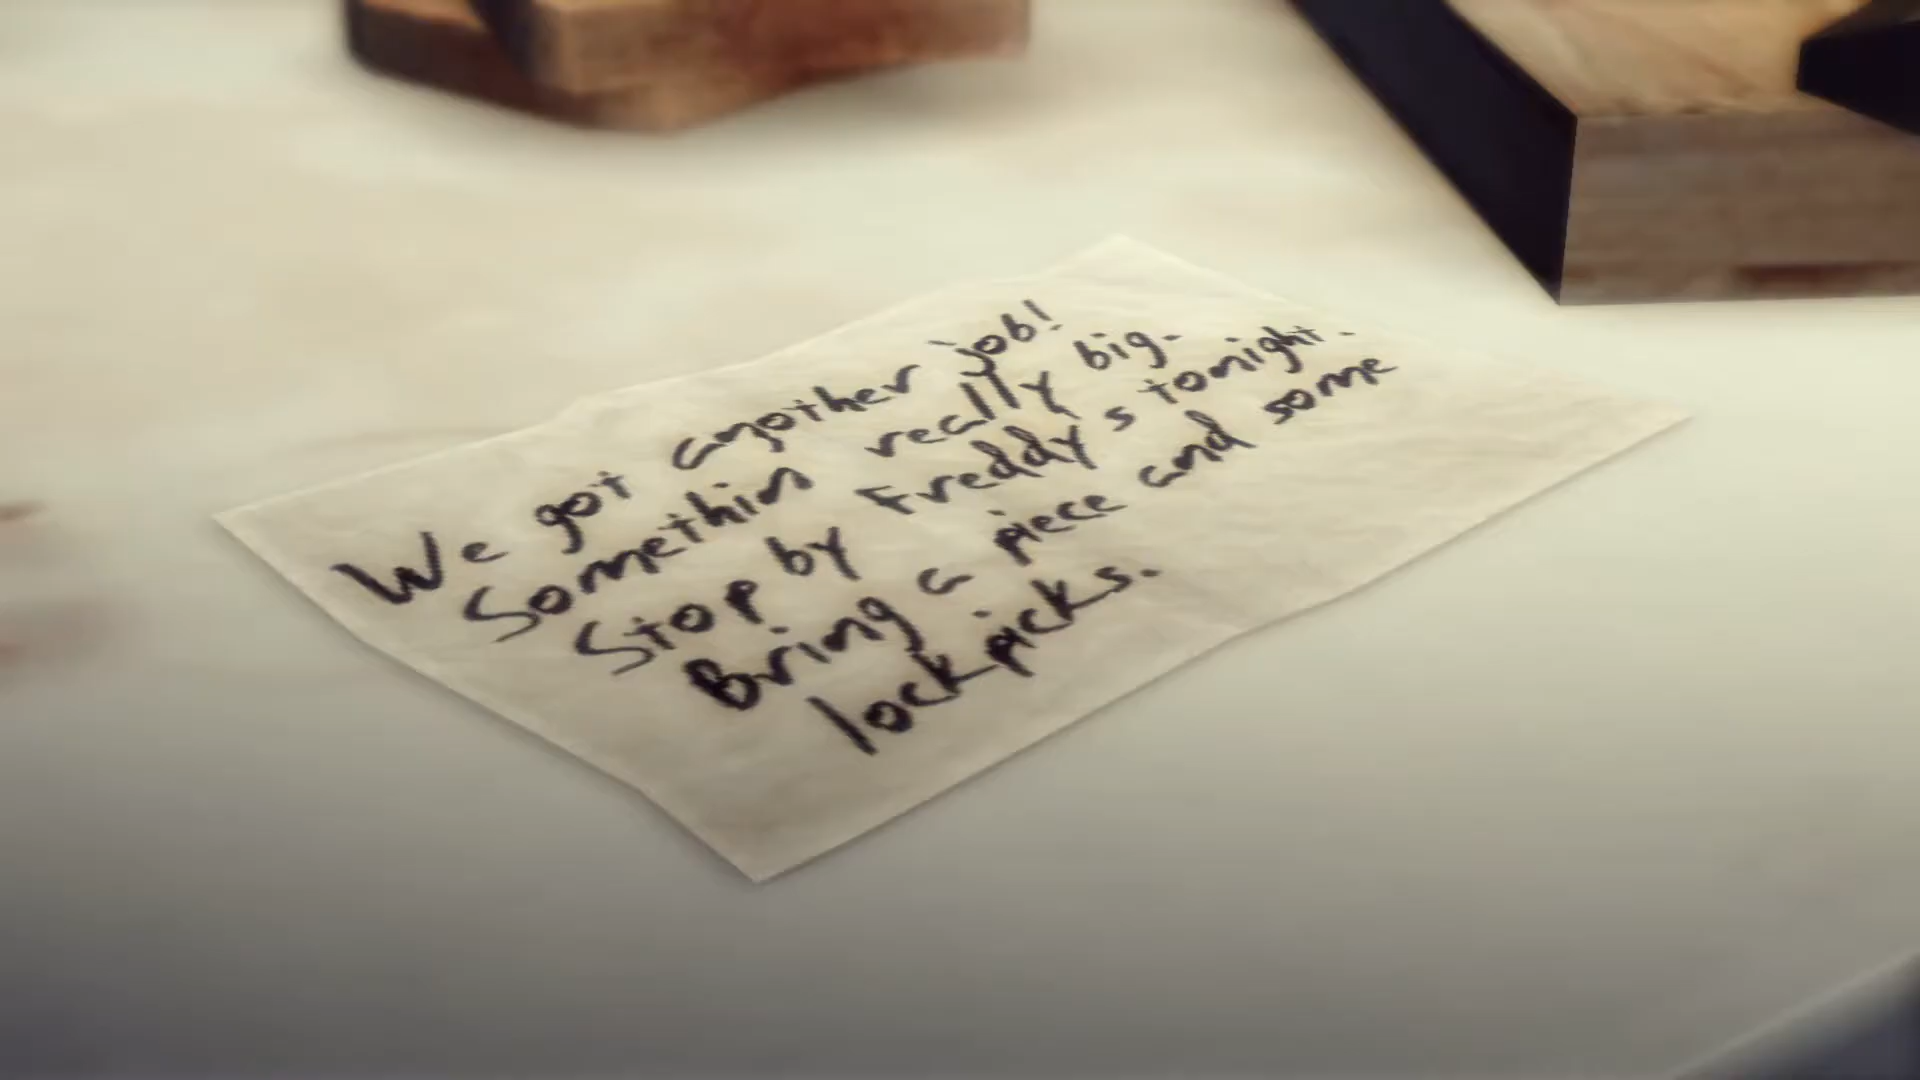 We got another job!
Somethin really big.
Stop by Freddy s tonight.
Bring a piece and some
lockpicks.